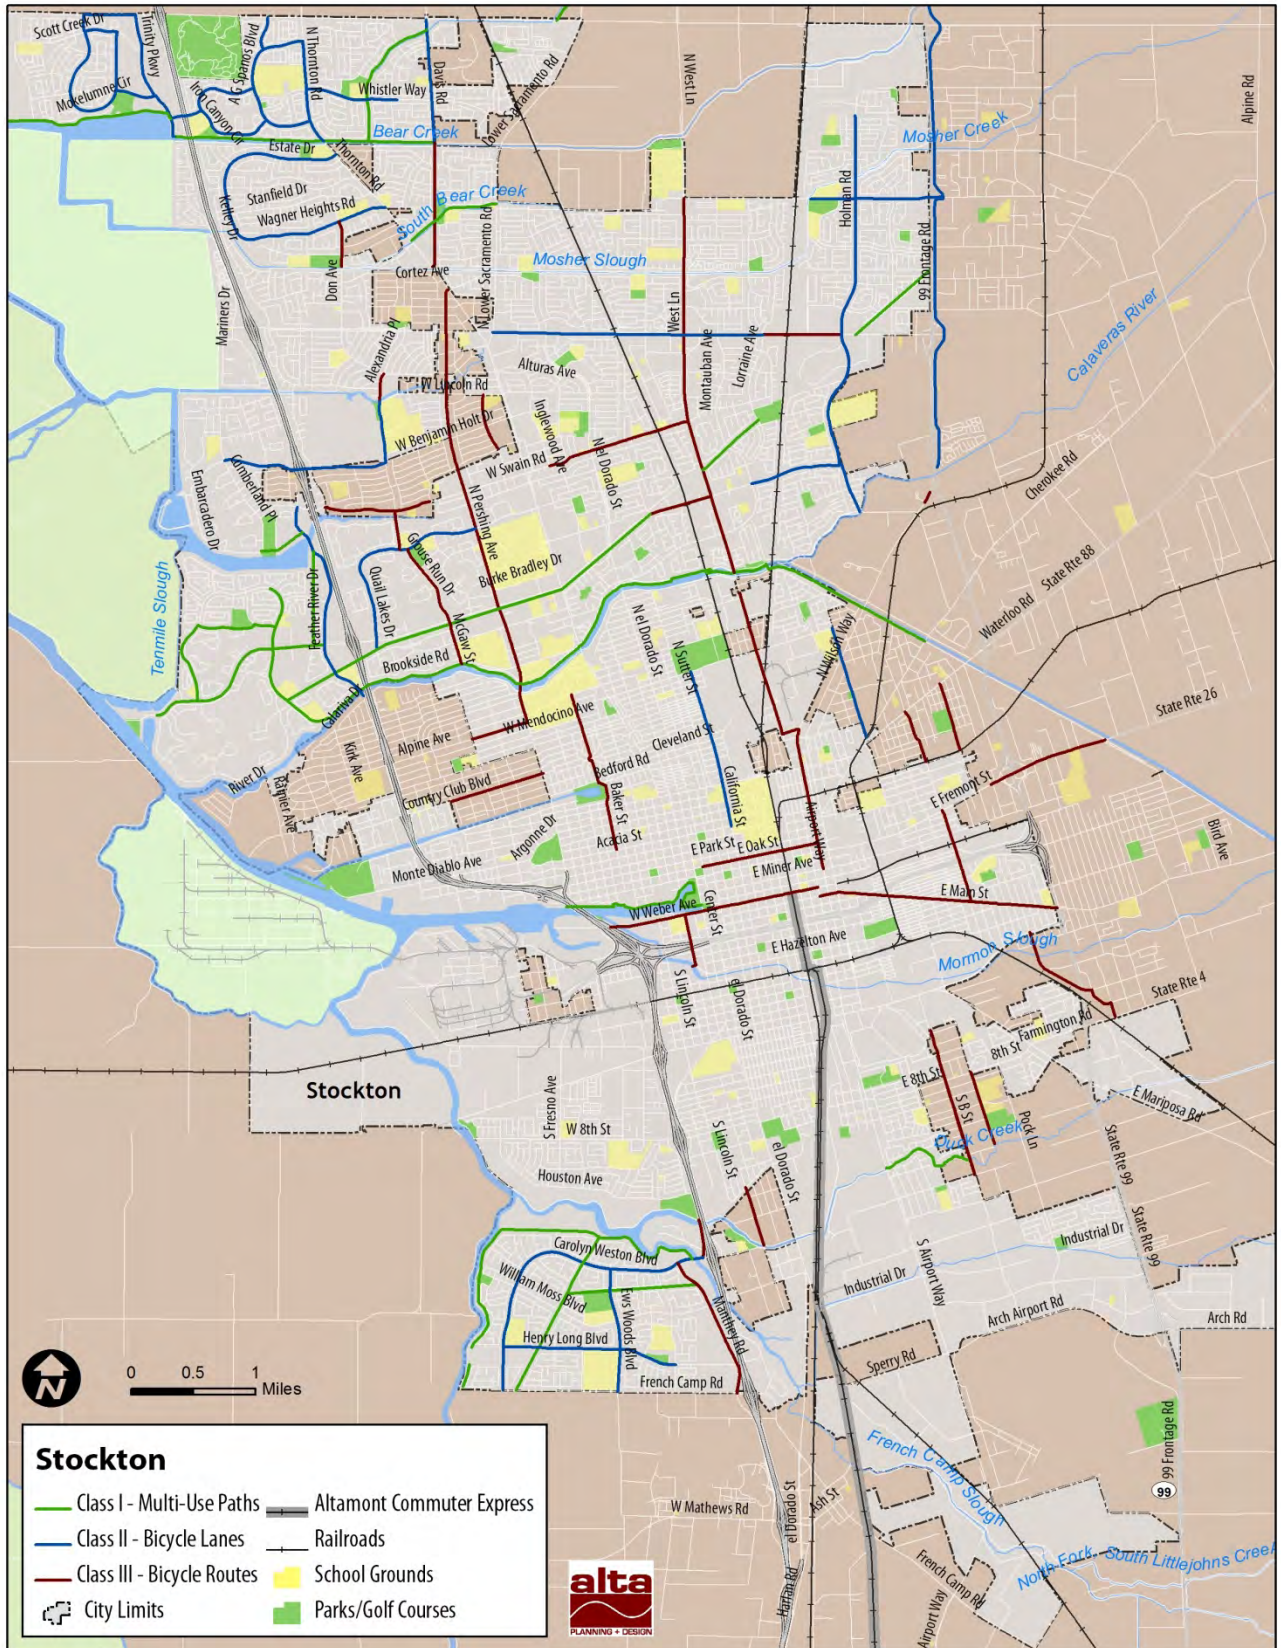 Scott Creek Dr
Trinity Pkwy
A G Spanos Blvd
N Thornton Rd
Davis Rd
Lower Sacramento Rd
N West Ln
Alpine Rd
Mokelumne Cir
Iron Canyon Cir
Whistler Way
Bear Creek
Mosher Creek
Estate Dr
Thornton Rd
Stanfield Dr
Wagner Heights Rd
Kelley Dr
South Bear Creek
Holman Rd
99 Frontage Rd
Mosher Slough
N Lower Sacramento Rd
Cortez Ave
Don Ave
Mariners Dr
West Ln
Calaveras River
Alexandria Pl
Montauban Ave
Lorraine Ave
Alturas Ave
W Lincoln Rd
W Benjamin Holt Dr
Inglewood Ave
N el Dorado St
W Swain Rd
Cumberland Pl
Embarcadero Dr
N Pershing Ave
Cherokee Rd
Grouse Run Dr
Burke Bradley Dr
State Rte 88
Waterloo Rd
Tenmile Slough
Feather River Dr
Quail Lakes Dr
McGaw St
N el Dorado St
N Sutter St
N Wilson Way
Brookside Rd
Calariva Dr
State Rte 26
W Mendocino Ave
Cleveland St
Alpine Ave
Kirk Ave
Bedford Rd
River Dr
Rainier Ave
Country Club Blvd
Baker St
California St
E Fremont St
Airport Way
Argonne Dr
Acacia St
E Park St
E Oak St
Bird Ave
Monte Diablo Ave
E Miner Ave
E Main St
W Weber Ave
Center St
E Hazelton Ave
Mormon Slough
S Lincoln St
el Dorado St
State Rte 4
Farmington Rd
8th St
Stockton
E 8th St
S B St
E Mariposa Rd
S Fresno Ave
W 8th St
S Lincoln St
el Dorado St
Duck Creek
Pock Ln
State Rte 99
Houston Ave
State Rte 99
Industrial Dr
Carolyn Weston Blvd
William Moss Blvd
Ews Woods Blvd
Manthey Rd
Industrial Dr
S Airport Way
Arch Airport Rd
Arch Rd
Henry Long Blvd
French Camp Rd
Sperry Rd
N
0 0.5 1
Miles
99 Frontage Rd
99
French Camp Slough
W Mathews Rd
el Dorado St
Ash St
North Fork, South Littlejohns Creek
French Camp Rd
Harlan Rd
Airport Way
Stockton
Class I - Multi-Use Paths
Class II - Bicycle Lanes
Class III - Bicycle Routes
City Limits
Altamont Commuter Express
Railroads
School Grounds
Parks/Golf Courses
alta
PLANNING + DESIGN